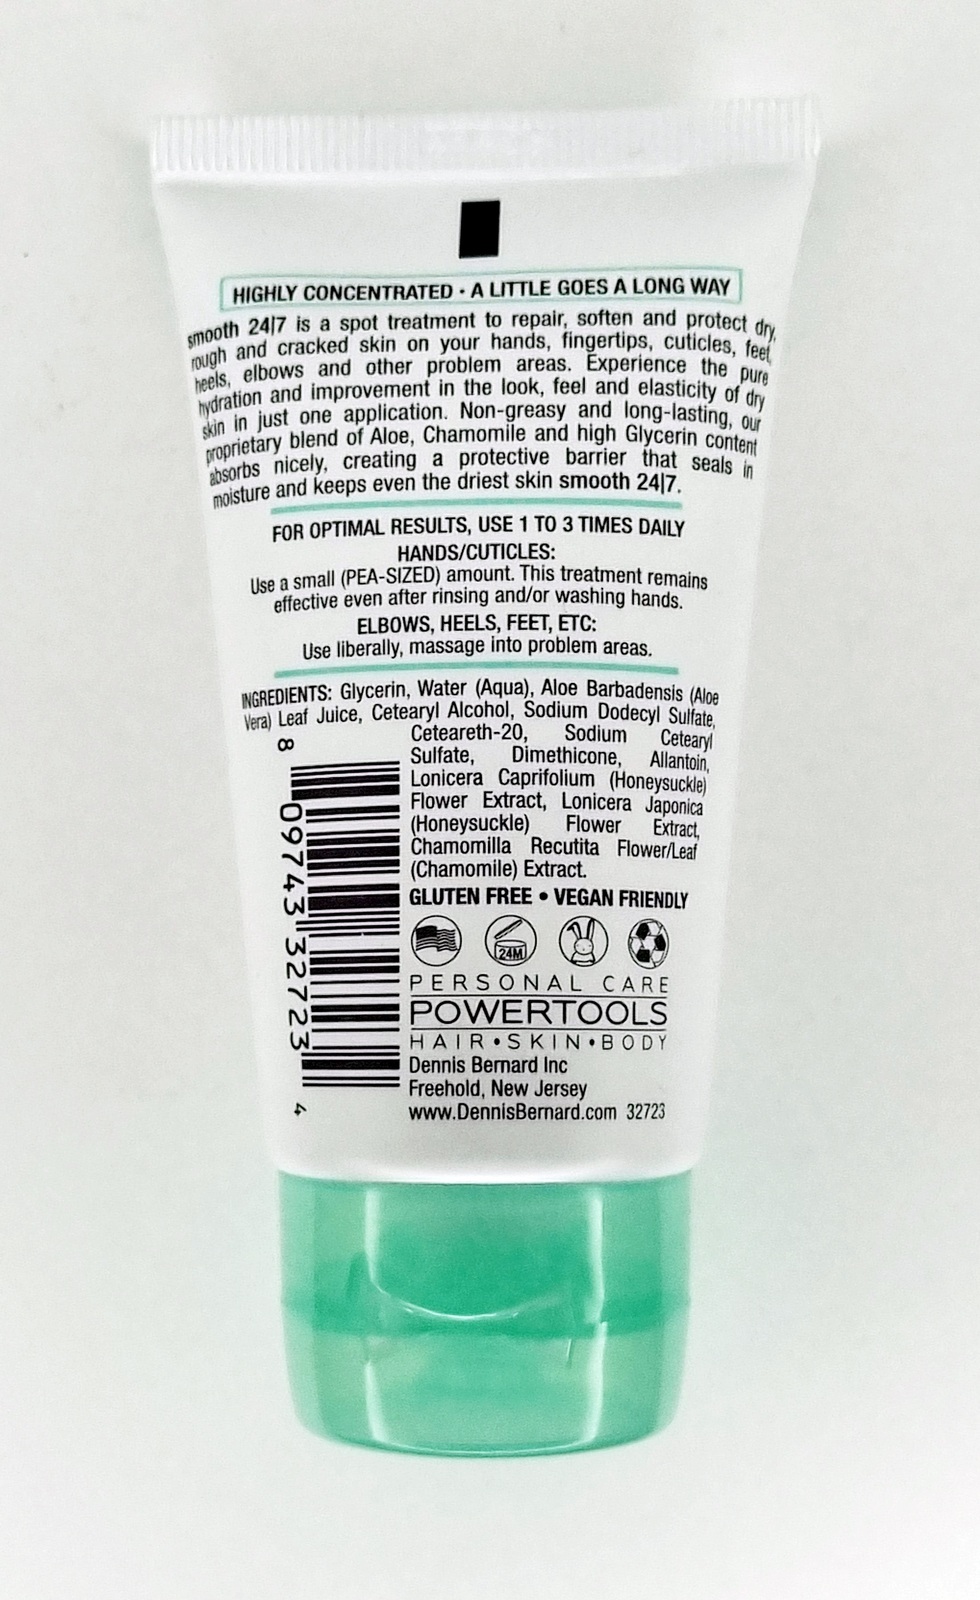 HIGHLY CONCENTRATED • A LITTLE GOES A LONG WAY
smooth 24|7 is a spot treatment to repair, soften and protect dry,
rough and cracked skin on your hands, fingertips, cuticles, feet,
heels, elbows and other problem areas. Experience the pure
hydration and improvement in the look, feel and elasticity of dry
skin in just one application. Non-greasy and long-lasting, our
proprietary blend of Aloe, Chamomile and high Glycerin content
absorbs nicely, creating a protective barrier that seals in
moisture and keeps even the driest skin smooth 24|7.
FOR OPTIMAL RESULTS, USE 1 TO 3 TIMES DAILY
HANDS/CUTICLES:
Use a small (PEA-SIZED) amount. This treatment remains
effective even after rinsing and/or washing hands.
ELBOWS, HEELS, FEET, ETC:
Use liberally, massage into problem areas.
INGREDIENTS: Glycerin, Water (Aqua), Aloe Barbadensis (Aloe
Vera) Leaf Juice, Cetearyl Alcohol, Sodium Dodecyl Sulfate,
Ceteareth-20, Sodium Cetearyl
Sulfate, Dimethicone, Allantoin,
Lonicera Caprifolium (Honeysuckle)
Flower Extract, Lonicera Japonica
(Honeysuckle) Flower Extract,
Chamomilla Recutita Flower/Leaf
(Chamomile) Extract.
GLUTEN FREE • VEGAN FRIENDLY
24M
PERSONAL CARE
POWERTOOLS
HAIR•SKIN•BODY
Dennis Bernard Inc
Freehold, New Jersey
www.DennisBernard.com 32723
8 09743 32723 4